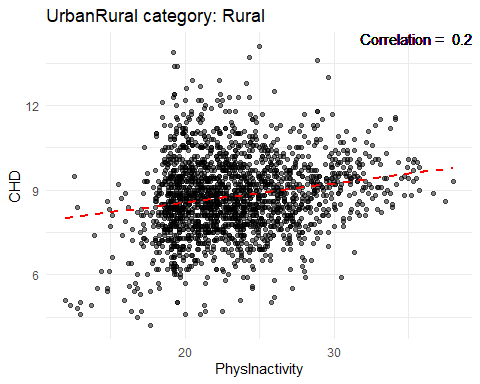 UrbanRural category: Rural
Correlation = 0.2
12
9
6
CHD
20 30
PhysInactivity